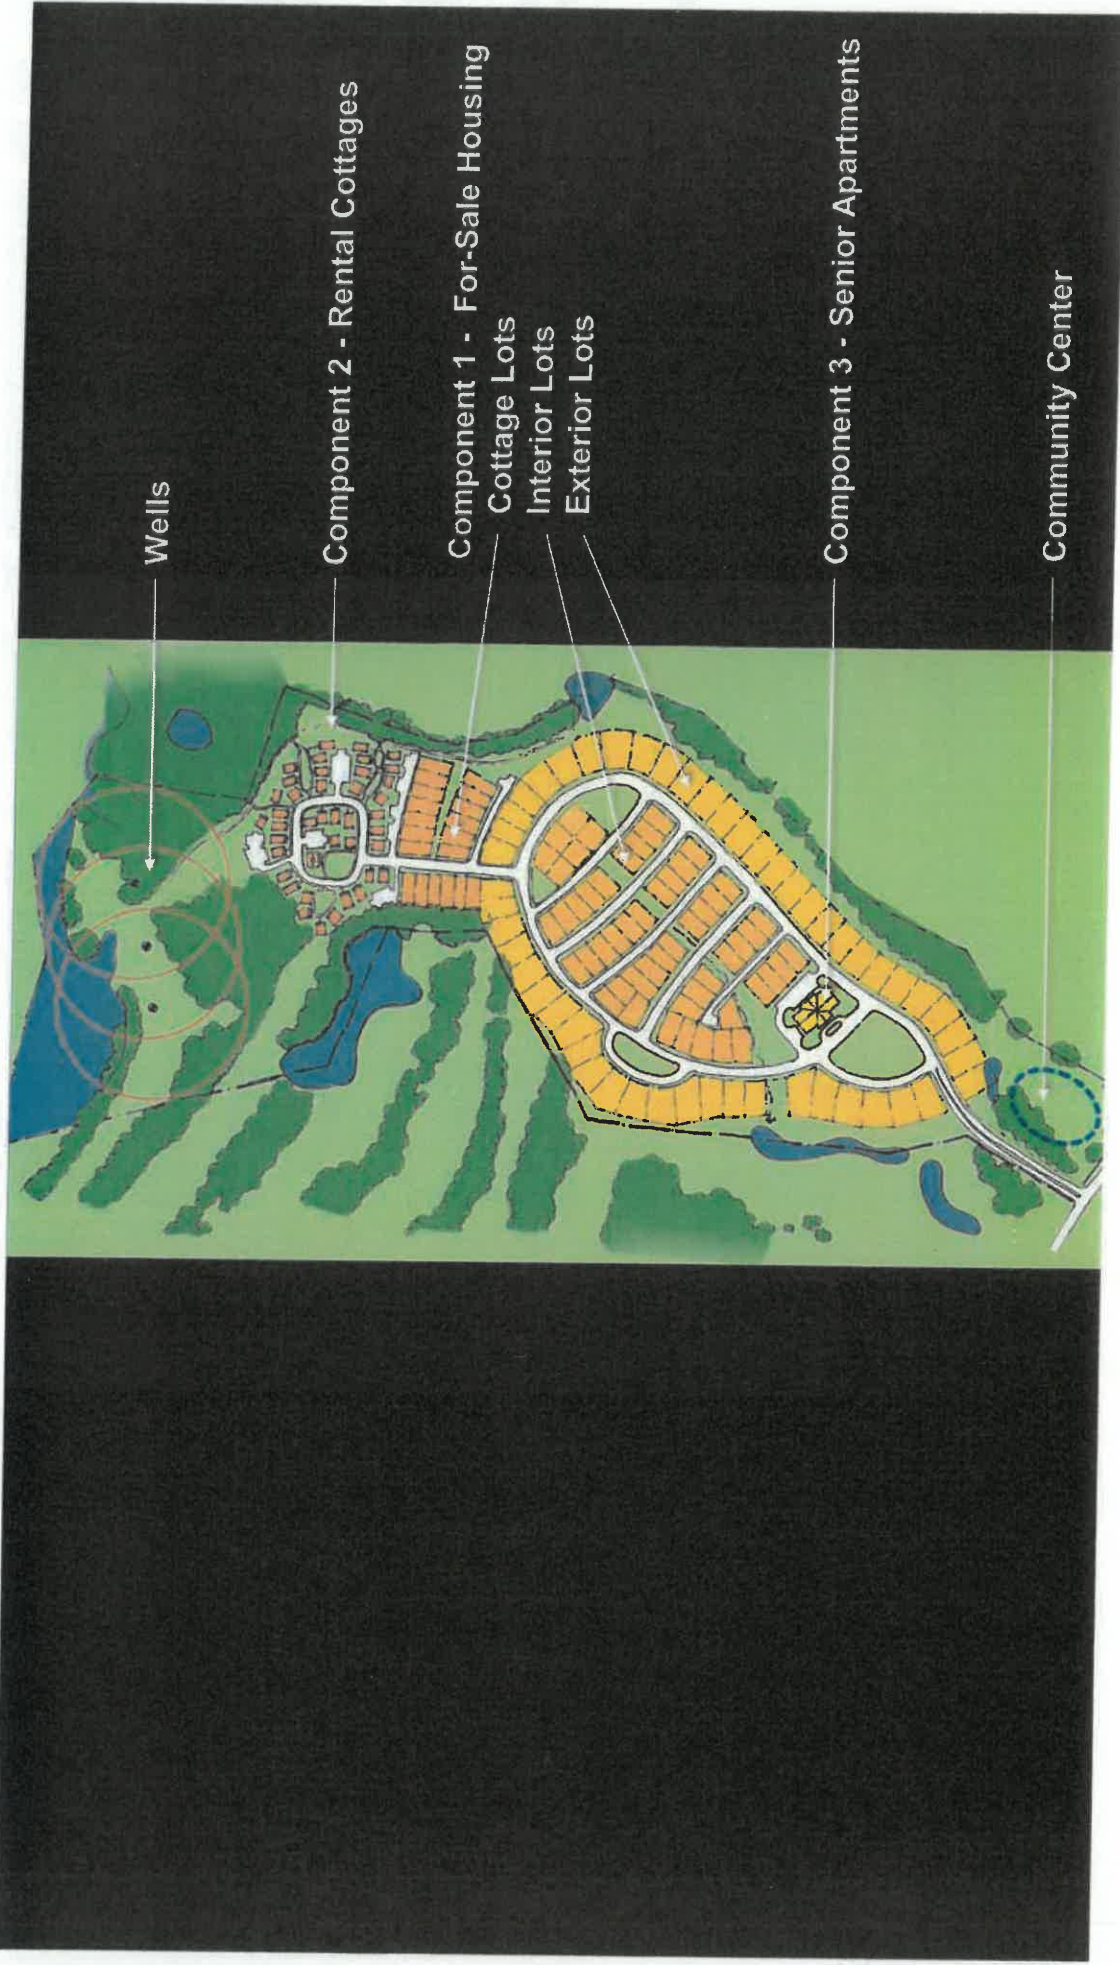 Wells
Component 2 - Rental Cottages
Component 1 - For-Sale Housing
Cottage Lots
Interior Lots
Exterior Lots
Component 3 - Senior Apartments
Community Center